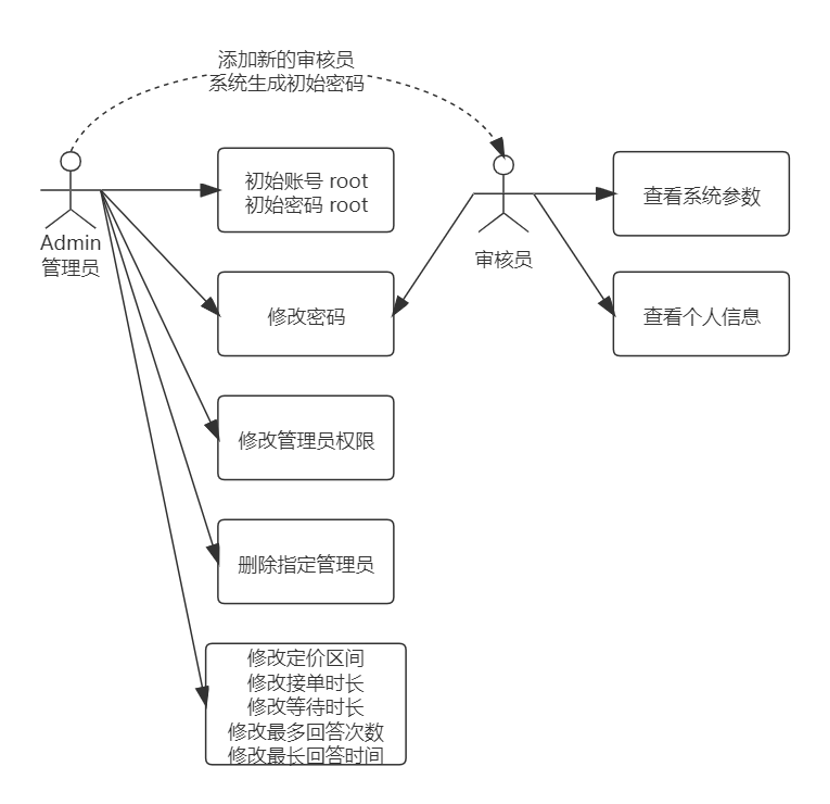 添加新的审核员
系统生成初始密码
Admin
管理员
初始账号 root
初始密码 root
审核员
查看系统参数
修改密码
查看个人信息
修改管理员权限
删除指定管理员
修改定价区间
修改接单时长
修改等待时长
修改最多回答次数
修改最长回答时间